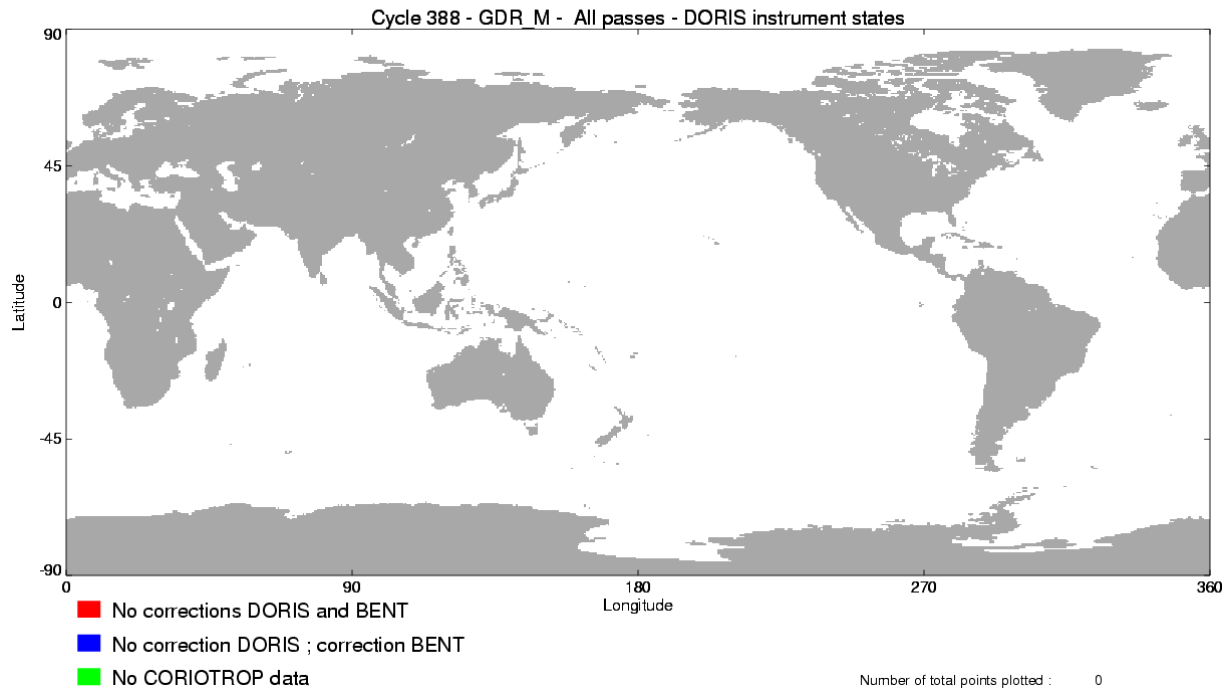 Cycle 388 - GDR_M - All passes - DORIS instrument states
90
45
0
-45
-90
Latitude
0 90 180 270 360
Longitude
No corrections DORIS and BENT
No correction DORIS ; correction BENT
No CORIOTROP data
Number of total points plotted : 0